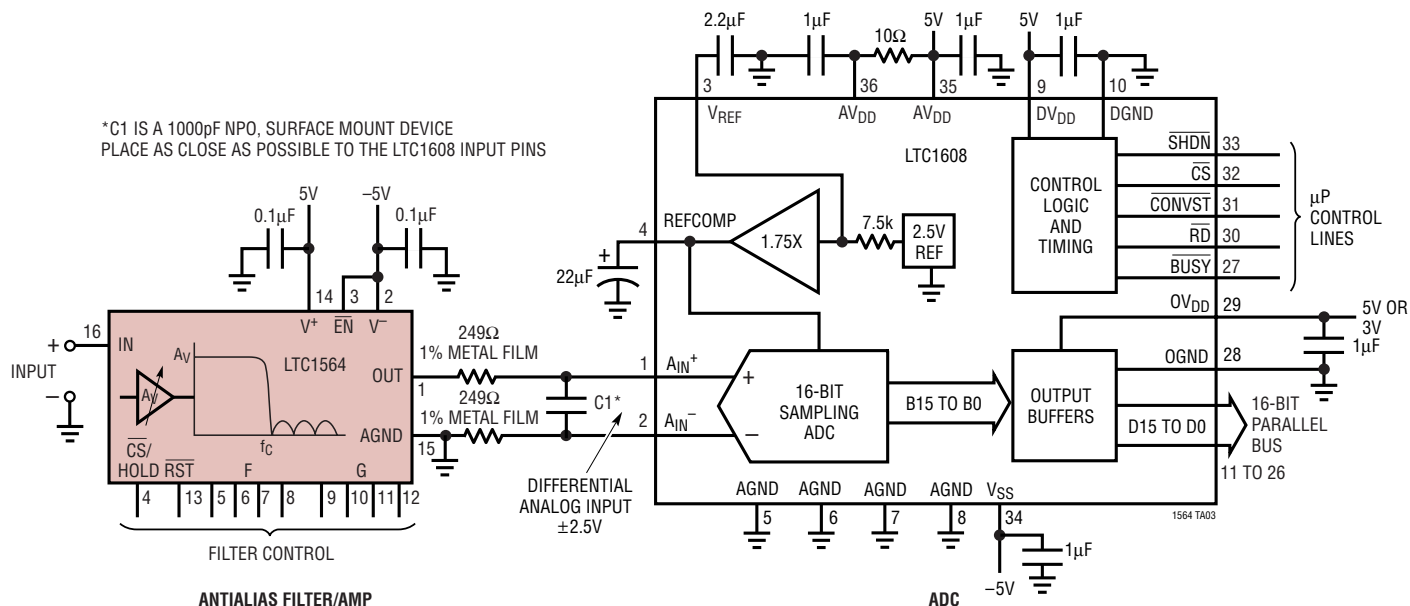 2.2µF
1µF
10Ω
5V
1µF
5V
1µF
3
36
35
9
10
VREF
AVDD
AVDD
DVDD
DGND
*C1 IS A 1000pF NPO, SURFACE MOUNT DEVICE
PLACE AS CLOSE AS POSSIBLE TO THE LTC1608 INPUT PINS
LTC1608
SHDN 33
CS 32
CONVST 31
RD 30
BUSY 27
CONTROL
LOGIC
AND
TIMING
µP
CONTROL
LINES
5V
–5V
0.1µF
0.1µF
4
REFCOMP
1.75X
7.5k
2.5V
REF
+
22µF
14
3
2
V+
EN
V–
OVDD 29
5V OR
3V
1µF
OGND 28
+
16
IN
INPUT
–
AV
LTC1564
AV
fC
OUT
1
AGND
15
CS/
HOLD
RST
F
G
4
13
5
6
7
8
9
10
11
12
FILTER CONTROL
249Ω
1% METAL FILM
249Ω
1% METAL FILM
C1*
1
AIN+
2
AIN–
+
–
16-BIT
SAMPLING
ADC
B15 TO B0
OUTPUT
BUFFERS
D15 TO D0
16-BIT
PARALLEL
BUS
11 TO 26
DIFFERENTIAL
ANALOG INPUT
±2.5V
AGND
AGND
AGND
AGND
VSS
5
6
7
8
34
1µF
–5V
1564 TA03
ANTIALIAS FILTER/AMP
ADC